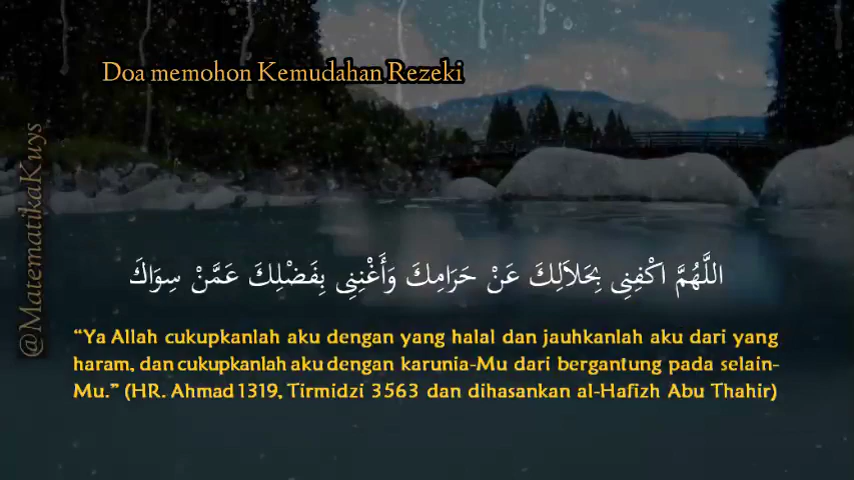 Doa memohon Kemudahan Rezeki
@MatematikaKuys
اللَّهُمَّ اكْفِنِى بِحَلاَلِكَ عَنْ حَرَامِكَ وَأَغْنِنِى بِفَضْلِكَ عَمَّنْ سِوَاكَ
“Ya Allah cukupkanlah aku dengan yang halal dan jauhkanlah aku dari yang
haram, dan cukupkanlah aku dengan karunia-Mu dari bergantung pada selain-
Mu.” (HR. Ahmad 1319, Tirmidzi 3563 dan dihasankan al-Hafizh Abu Thahir)